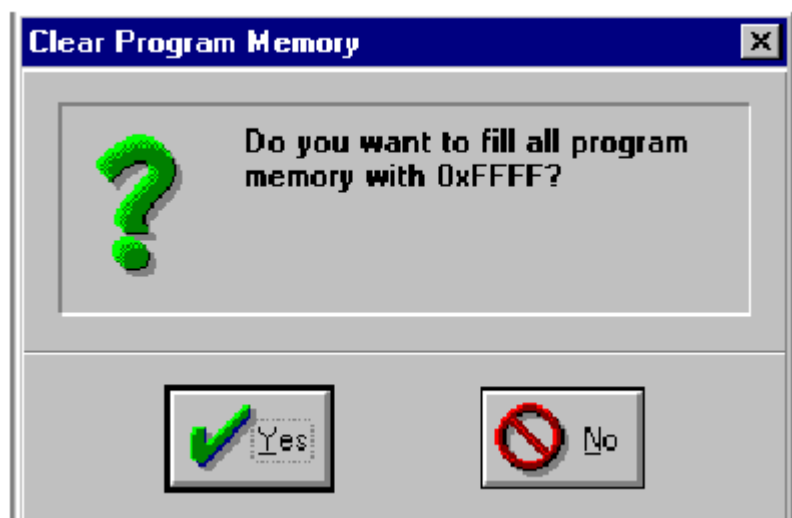 Clear Program Memory
Do you want to fill all program
memory with 0xFFFF?
Yes
No